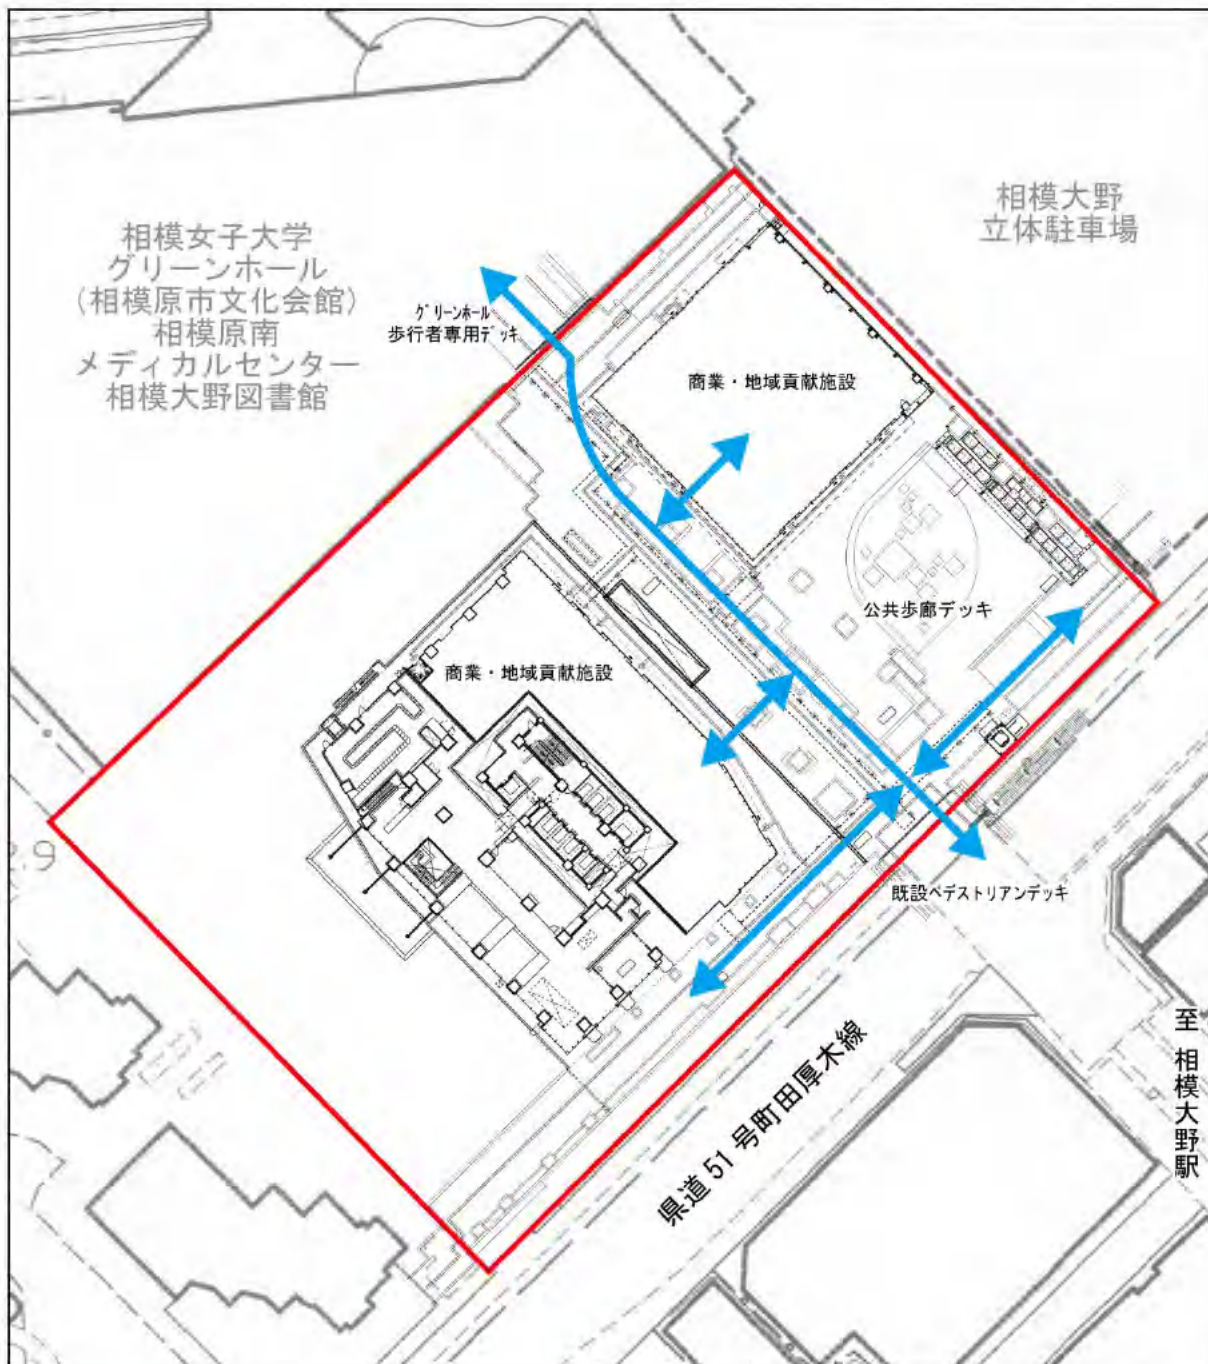 相模女子大学
グリーンホール
(相模原市文化会館)
相模原南
メディカルセンター
相模大野図書館
相模大野
立体駐車場
グリーンホール
歩行者専用デッキ
商業・地域貢献施設
公共歩廊デッキ
商業・地域貢献施設
既設ペデストリアンデッキ
県道51号町田厚木線
至 相模大野駅
2.9